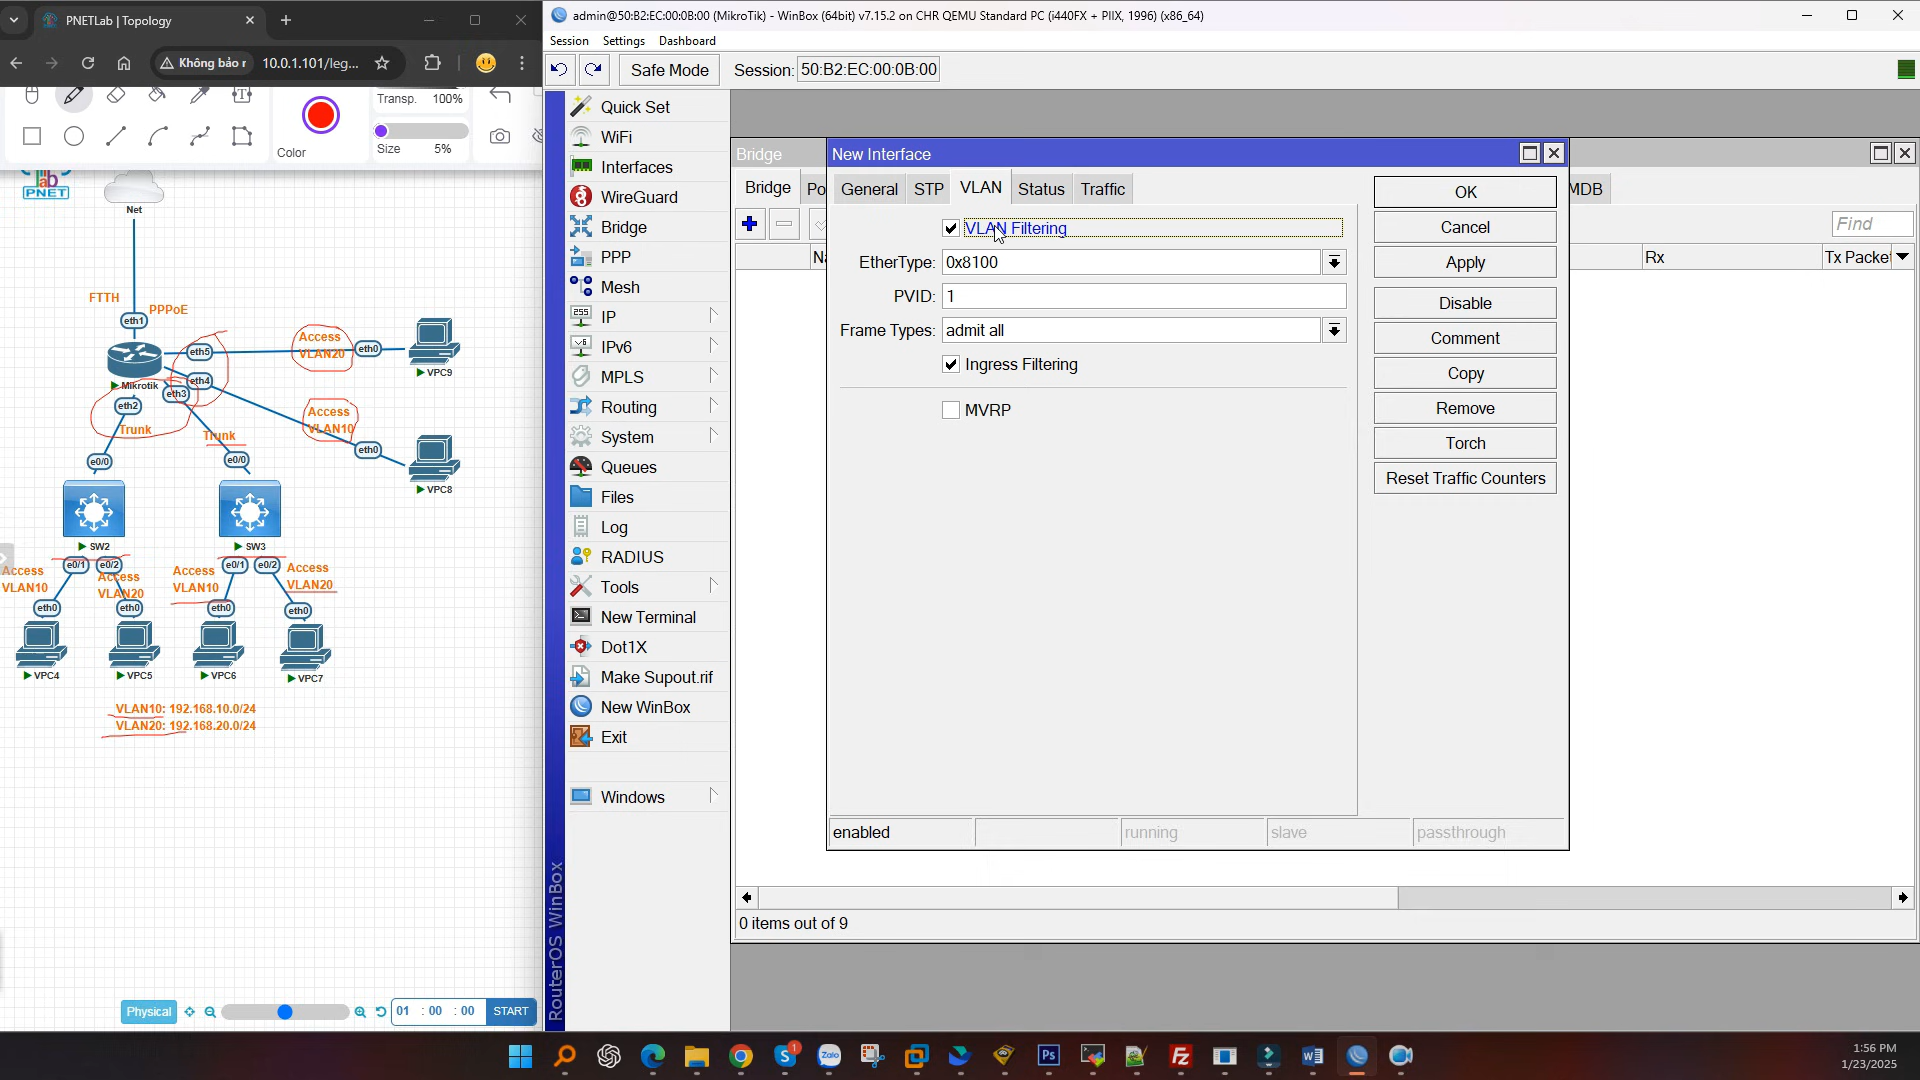 PNETLab | Topology
Không bảo r
10.0.1.101/leg...
Transp. 100%
Color
Size 5%
PNET
Net
FTTH
PPPoE
eth1
Mikrotik
eth5
eth4
eth3
eth2
Access
VLAN20
eth0
VPC9
Access
VLAN10
eth0
VPC8
Trunk
Trunk
e0/0
e0/0
SW2
SW3
e0/1
e0/2
e0/1
e0/2
Access
VLAN10
Access
VLAN20
Access
VLAN10
Access
VLAN20
eth0
eth0
eth0
eth0
VPC4
VPC5
VPC6
VPC7
VLAN10: 192.168.10.0/24
VLAN20: 192.168.20.0/24
Physical
01 : 00 : 00
START
admin@50:B2:EC:00:0B:00 (MikroTik) - WinBox (64bit) v7.15.2 on CHR QEMU Standard PC (i440FX + PIIX, 1996) (x86_64)
Session Settings Dashboard
Safe Mode
Session: 50:B2:EC:00:0B:00
Quick Set
WiFi
Interfaces
WireGuard
Bridge
PPP
Mesh
IP
IPv6
MPLS
Routing
System
Queues
Files
Log
RADIUS
Tools
New Terminal
Dot1X
Make Supout.rif
New WinBox
Exit
Windows
RouterOS WinBox
Bridge
Bridge
Po
MDB
Find
Na
Rx
Tx Packet
0 items out of 9
New Interface
General STP VLAN Status Traffic
VLAN Filtering
EtherType: 0x8100
PVID: 1
Frame Types: admit all
Ingress Filtering
MVRP
OK
Cancel
Apply
Disable
Comment
Copy
Remove
Torch
Reset Traffic Counters
enabled
running
slave
passthrough
1:56 PM
1/23/2025